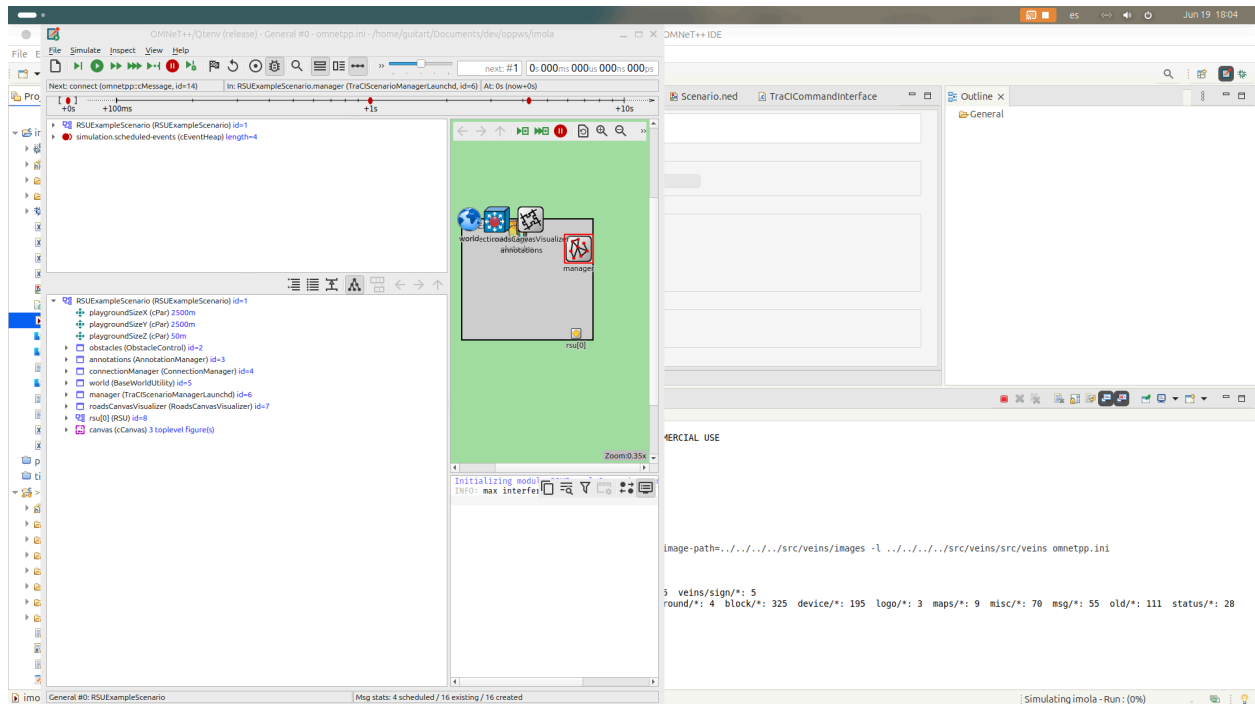 es
Jun 19 18:04
OMNeT++/Qtenv (release) - General #0 - omnetpp.ini - /home/guitart/Documents/dev/oppws/imola
OMNeT++ IDE
File E
File Simulate Inspect View Help
next: #1
0s 000ms 000us 000ns 000ps
Next: connect (omnetpp::cMessage, id=14)
In: RSUExampleScenario.manager (TraCIScenarioManagerLaunchd, id=6)
At: 0s (now+0s)
Pro
Scenario.ned
TraCICommandInterface
Outline
+0s
+100ms
+1s
+10s
General
RSUExampleScenario (RSUExampleScenario) id=1
simulation.scheduled-events (cEventHeap) length=4
world
roadsCanvasVisualizer
annotations
manager
rsu[0]
Zoom:0.35x
RSUExampleScenario (RSUExampleScenario) id=1
playgroundSizeX (cPar) 2500m
playgroundSizeY (cPar) 2500m
playgroundSizeZ (cPar) 50m
obstacles (ObstacleControl) id=2
annotations (AnnotationManager) id=3
connectionManager (ConnectionManager) id=4
world (BaseWorldUtility) id=5
manager (TraCIScenarioManagerLaunchd) id=6
roadsCanvasVisualizer (RoadsCanvasVisualizer) id=7
rsu[0] (RSU) id=8
canvas (cCanvas) 3 toplevel figure(s)
Initializing modul
INFO: max interfe
MERCIAL USE
image-path=../../../../src/veins/images -l ../../../../src/veins/src/veins omnetpp.ini
veins/sign/*: 5
round/*: 4 block/*: 325 device/*: 195 logo/*: 3 maps/*: 9 misc/*: 70 msg/*: 55 old/*: 111 status/*: 28
imo
General #0: RSUExampleScenario
Msg stats: 4 scheduled / 16 existing / 16 created
Simulating imola - Run : (0%)